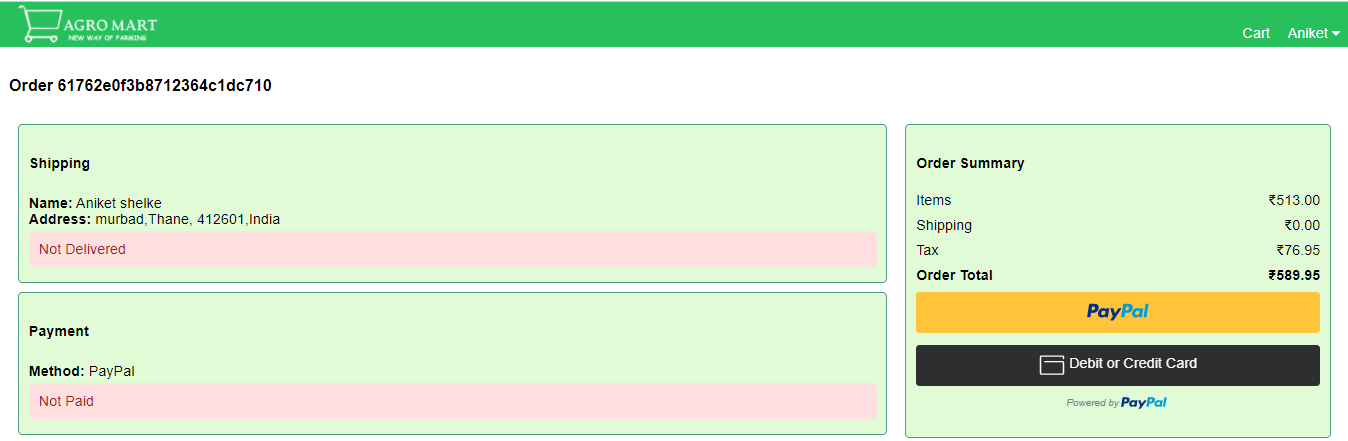 AGRO MART
NEW WAY OF FARMING
Cart
Aniket
Order 61762e0f3b8712364c1dc710
Shipping
Name: Aniket shelke
Address: murbad,Thane, 412601,India
Not Delivered
Payment
Method: PayPal
Not Paid
Order Summary
Items ₹513.00
Shipping ₹0.00
Tax ₹76.95
Order Total ₹589.95
PayPal
Debit or Credit Card
Powered by PayPal